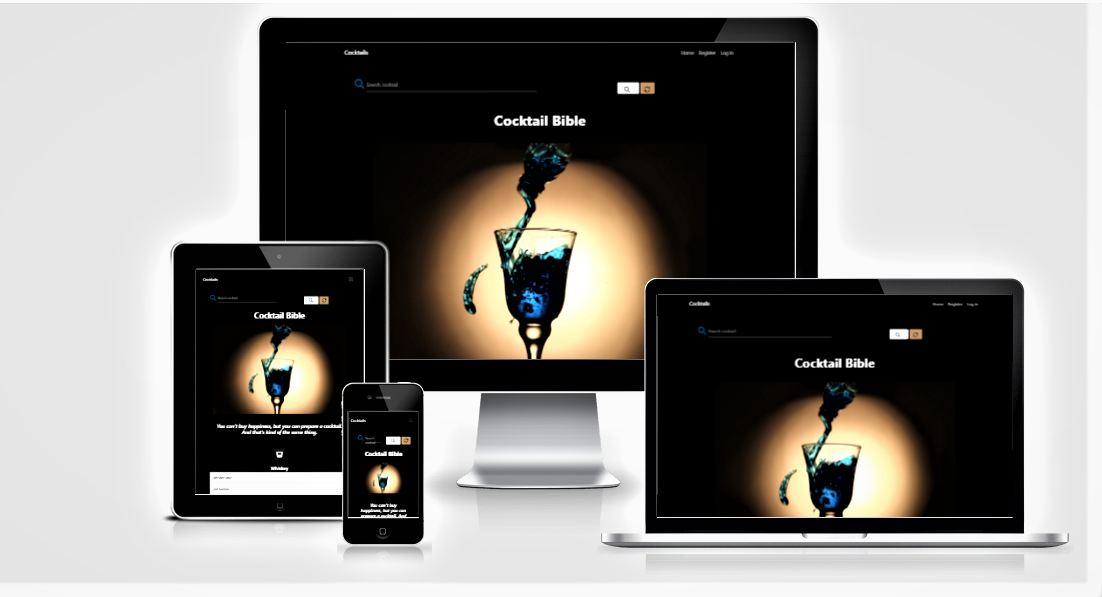 Cocktails
Home Register Log in
Search cocktail
Cocktail Bible
Cocktails
Search cocktail
Cocktail Bible
You can't buy happiness, but you can prepare a cocktail.
And that's kind of the same thing.
Whiskey
Cocktails
Search
cocktail
Cocktail Bible
You can't buy
happiness, but you can
prepare a cocktail. And
Cocktails
Home Register Log in
Search cocktail
Cocktail Bible